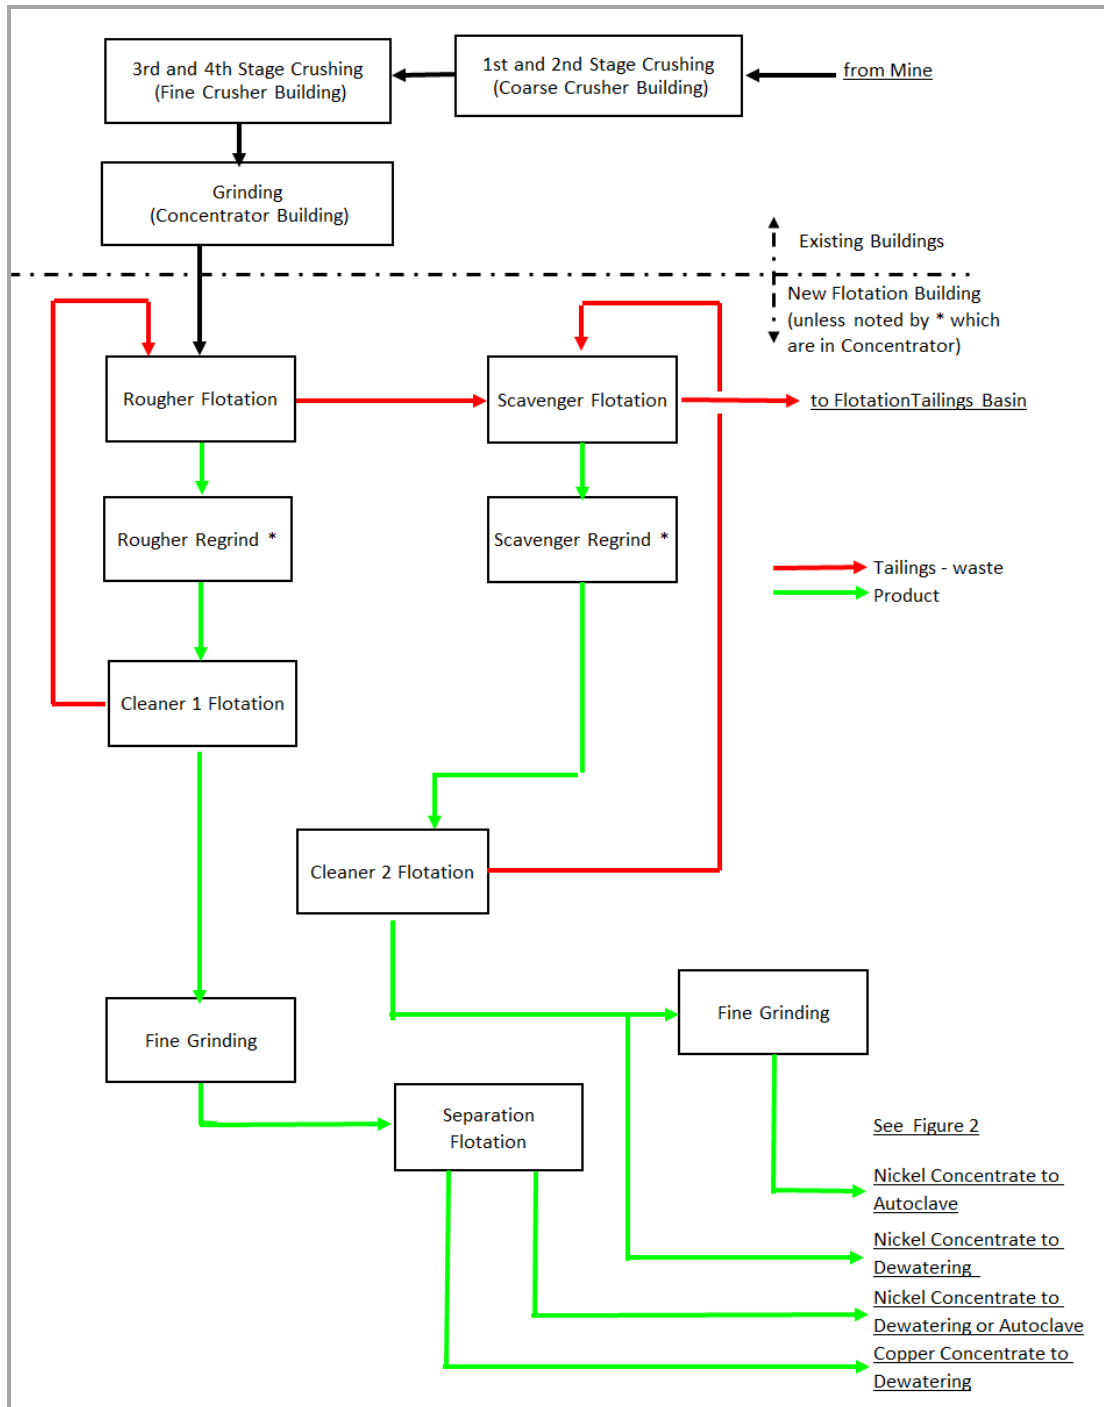 3rd and 4th Stage Crushing
(Fine Crusher Building)
1st and 2nd Stage Crushing
(Coarse Crusher Building)
from Mine
Grinding
(Concentrator Building)
Existing Buildings
New Flotation Building
(unless noted by * which
are in Concentrator)
Rougher Flotation
Scavenger Flotation
to FlotationTailings Basin
Rougher Regrind *
Scavenger Regrind *
Tailings - waste
Product
Cleaner 1 Flotation
Cleaner 2 Flotation
Fine Grinding
Fine Grinding
Separation
Flotation
See Figure 2
Nickel Concentrate to
Autoclave
Nickel Concentrate to
Dewatering
Nickel Concentrate to
Dewatering or Autoclave
Copper Concentrate to
Dewatering